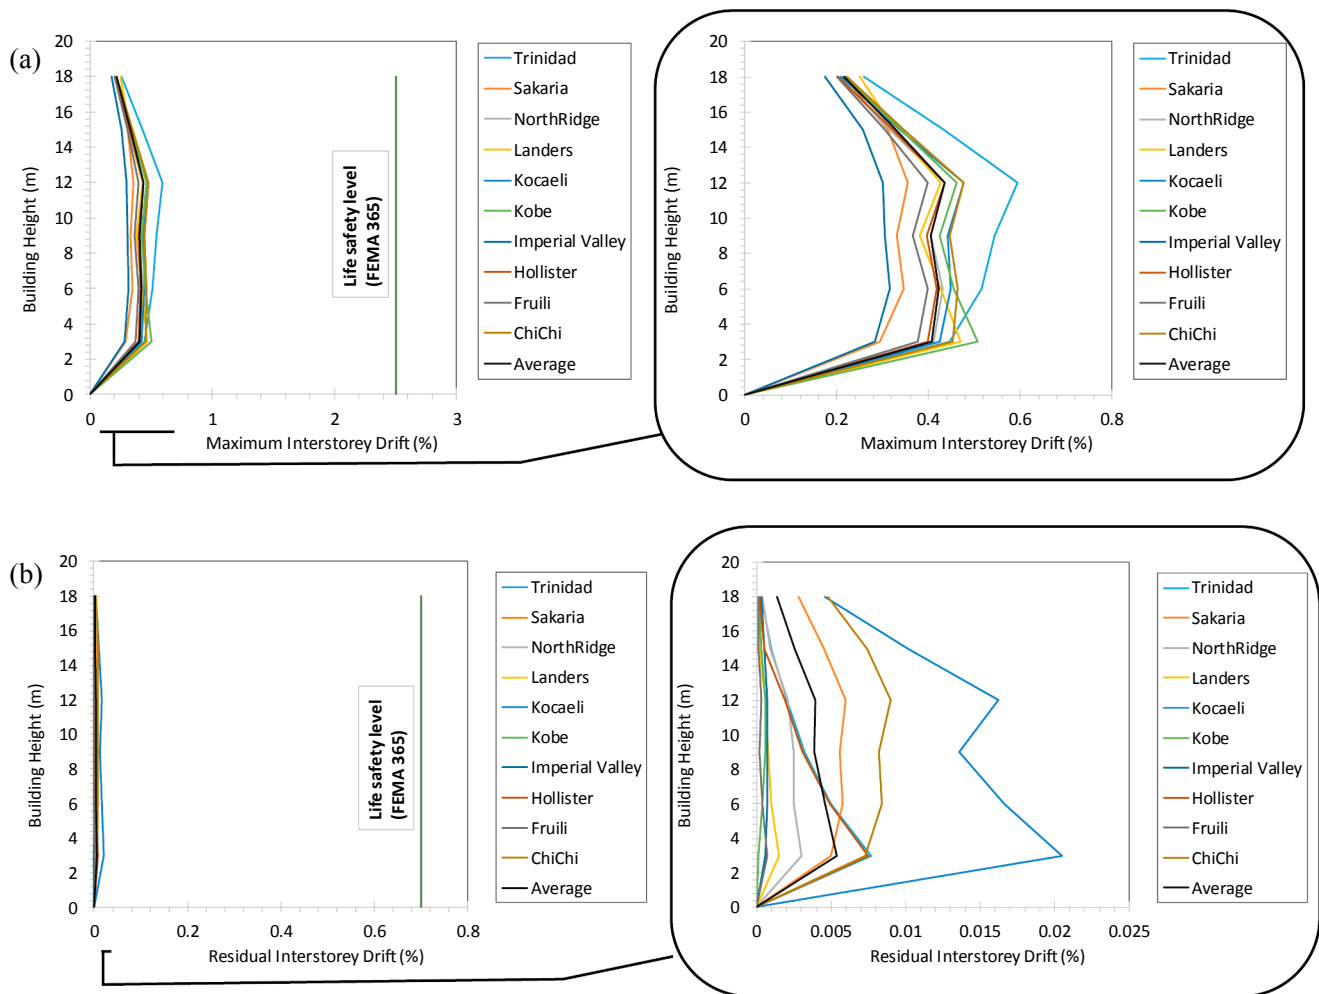 (a)
20
18
16
14
12
10
8
6
4
2
0
Building Height (m)
0
1
2
3
Maximum Interstorey Drift (%)
Life safety level
(FEMA 365)
Trinidad
Sakaria
NorthRidge
Landers
Kocaeli
Kobe
Imperial Valley
Hollister
Fruili
ChiChi
Average
20
18
16
14
12
10
8
6
4
2
0
Building Height (m)
0
0.2
0.4
0.6
0.8
Maximum Interstorey Drift (%)
Trinidad
Sakaria
NorthRidge
Landers
Kocaeli
Kobe
Imperial Valley
Hollister
Fruili
ChiChi
Average
(b)
20
18
16
14
12
10
8
6
4
2
0
Building Height (m)
0
0.2
0.4
0.6
0.8
Residual Interstorey Drift (%)
Life safety level
(FEMA 365)
Trinidad
Sakaria
NorthRidge
Landers
Kocaeli
Kobe
Imperial Valley
Hollister
Fruili
ChiChi
Average
20
18
16
14
12
10
8
6
4
2
0
Building Height (m)
0
0.005
0.01
0.015
0.02
0.025
Residual Interstorey Drift (%)
Trinidad
Sakaria
NorthRidge
Landers
Kocaeli
Kobe
Imperial Valley
Hollister
Fruili
ChiChi
Average